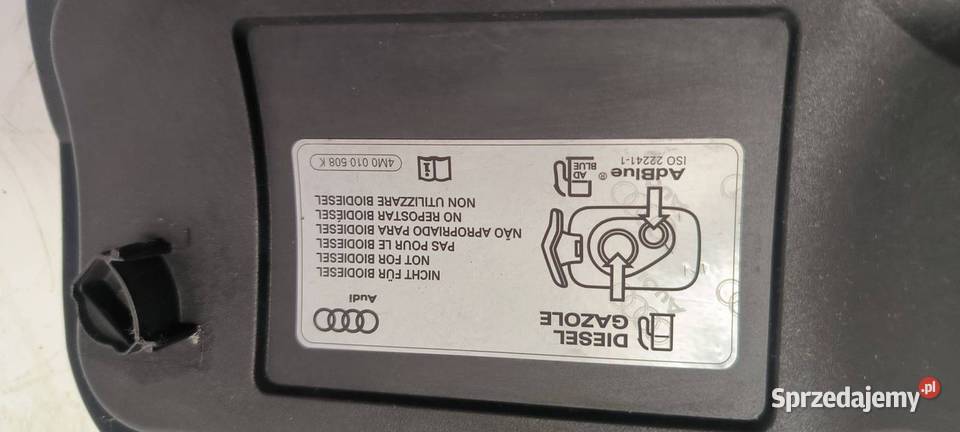 DIESEL
GAZOLE
Audi
NICHT FÜR BIODIESEL
NOT FOR BIODIESEL
PAS POUR LE BIODIESEL
NÃO APROPRIADO PARA BIODIESEL
NO REPOSTAR BIODIÉSEL
NON UTILIZZARE BIODIESEL
AD
BLUE
AdBlue®
ISO 22241-1
4M0 010 508 K
Sprzedajemy.pl